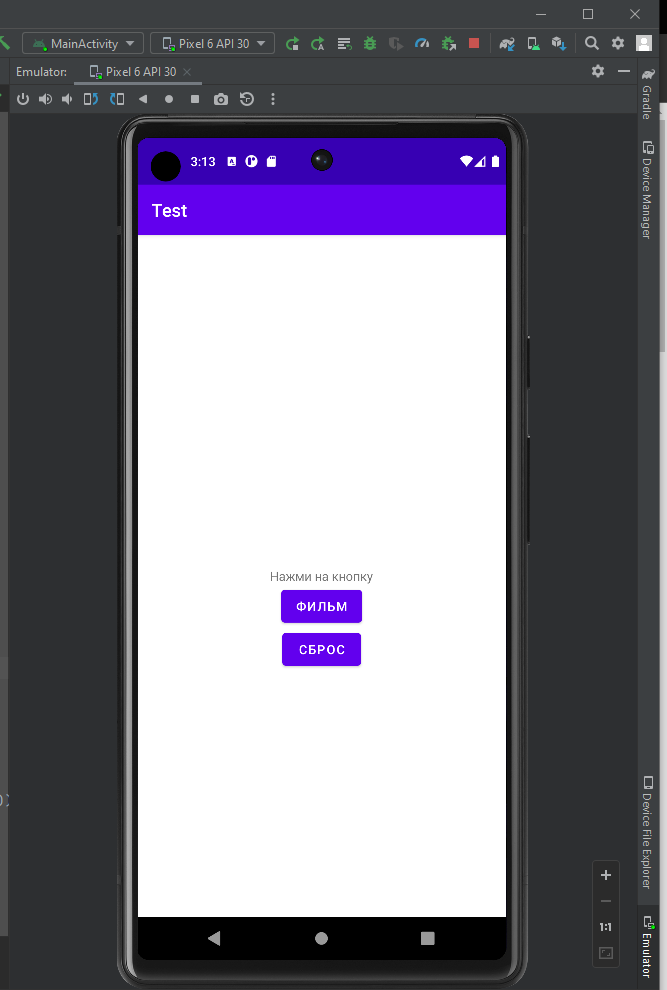 MainActivity
Pixel 6 API 30
Emulator:
Pixel 6 API 30
3:13
Test
Нажми на кнопку
ФИЛЬМ
СБРОС
1:1
Gradle
Device Manager
Device File Explorer
Emulator